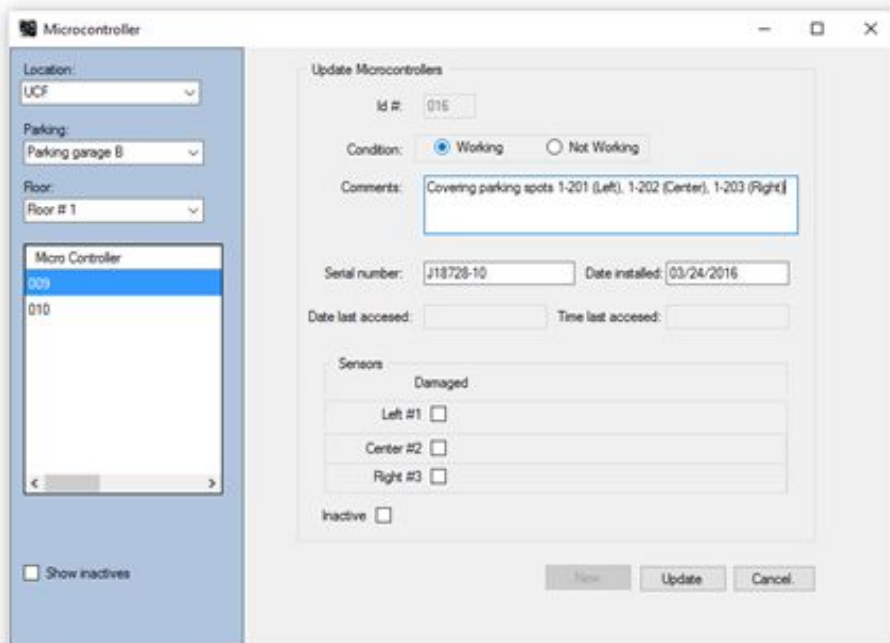 Microcontroller
Location:
UCF
Parking:
Parking garage B
Floor:
Floor # 1
Micro Controller
009
010
Show inactives
Update Microcontrollers
Id #: 016
Condition: Working Not Working
Comments: Covering parking spots 1-201 (Left), 1-202 (Center), 1-203 (Right)
Serial number: J18728-10 Date installed: 03/24/2016
Date last accesed: Time last accesed:
Sensors
Damaged
Left #1
Center #2
Right #3
Inactive
New Update Cancel.